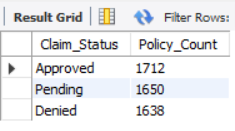 Result Grid Filter Rows:
Claim_Status Policy_Count
Approved 1712
Pending 1650
Denied 1638